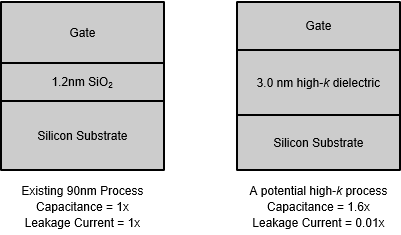 Gate
1.2nm SiO₂
Silicon Substrate
Existing 90nm Process
Capacitance = 1x
Leakage Current = 1x
Gate
3.0 nm high-k dielectric
Silicon Substrate
A potential high-k process
Capacitance = 1.6x
Leakage Current = 0.01x